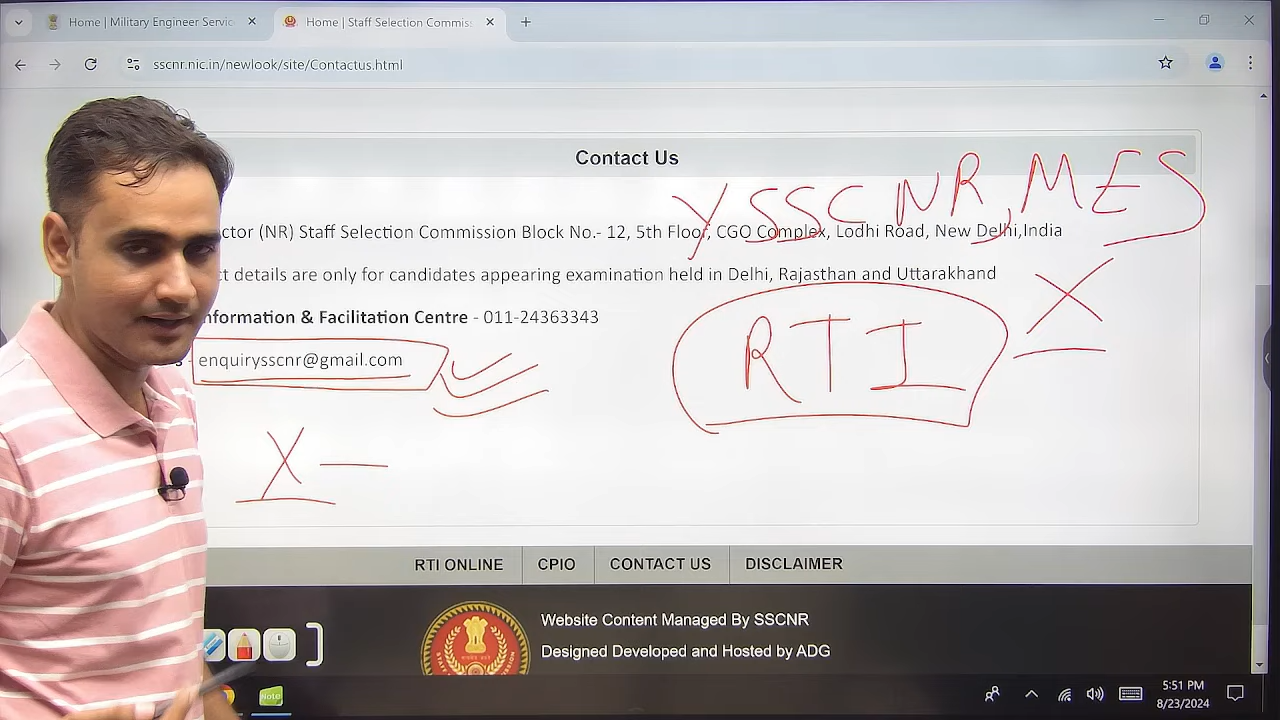 Home | Military Engineer Servic
Home | Staff Selection Commis
sscnr.nic.in/newlook/site/Contactus.html
Contact Us
Y SSC NR, MES
ctor (NR) Staff Selection Commission Block No.- 12, 5th Floor, CGO Complex, Lodhi Road, New Delhi,India
ct details are only for candidates appearing examination held in Delhi, Rajasthan and Uttarakhand
X
nformation & Facilitation Centre - 011-24363343
RTI
s - enquirysscnr@gmail.com
X —
RTI ONLINE CPIO CONTACT US DISCLAIMER
Website Content Managed By SSCNR
Designed Developed and Hosted by ADG
Note
5:51 PM
8/23/2024